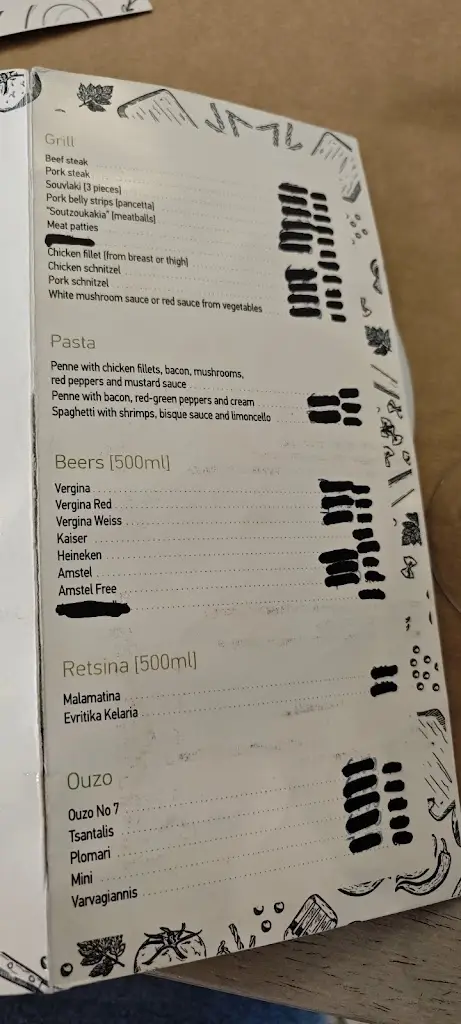 Grill
Beef steak
Pork steak
Souvlaki [3 pieces]
Pork belly strips [pancetta]
"Soutzoukakia" [meatballs]
Meat patties
Chicken fillet [from breast or thigh]
Chicken schnitzel
Pork schnitzel
White mushroom sauce or red sauce from vegetables
Pasta
Penne with chicken fillets, bacon, mushrooms,
red peppers and mustard sauce
Penne with bacon, red-green peppers and cream
Spaghetti with shrimps, bisque sauce and limoncello
Beers [500ml]
Vergina
Vergina Red
Vergina Weiss
Kaiser
Heineken
Amstel
Amstel Free
Retsina [500ml]
Malamatina
Evritika Kelaria
Ouzo
Ouzo No 7
Tsantalis
Plomari
Mini
Varvagiannis